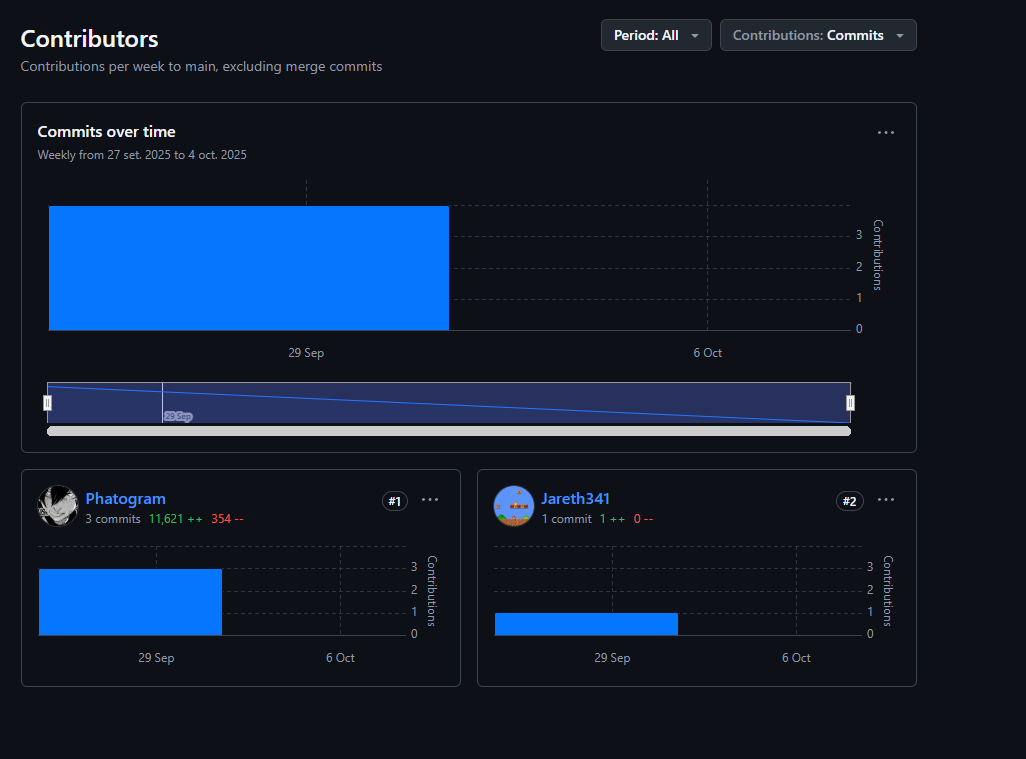 Contributors
Period: All
Contributions: Commits
Contributions per week to main, excluding merge commits
Commits over time
Weekly from 27 set. 2025 to 4 oct. 2025
3
2
1
0
Contributions
29 Sep
6 Oct
29 Sep
Phatogram
#1
3 commits 11,621 ++ 354 --
3
2
1
0
Contributions
29 Sep
6 Oct
Jareth341
#2
1 commit 1 ++ 0 --
3
2
1
0
Contributions
29 Sep
6 Oct